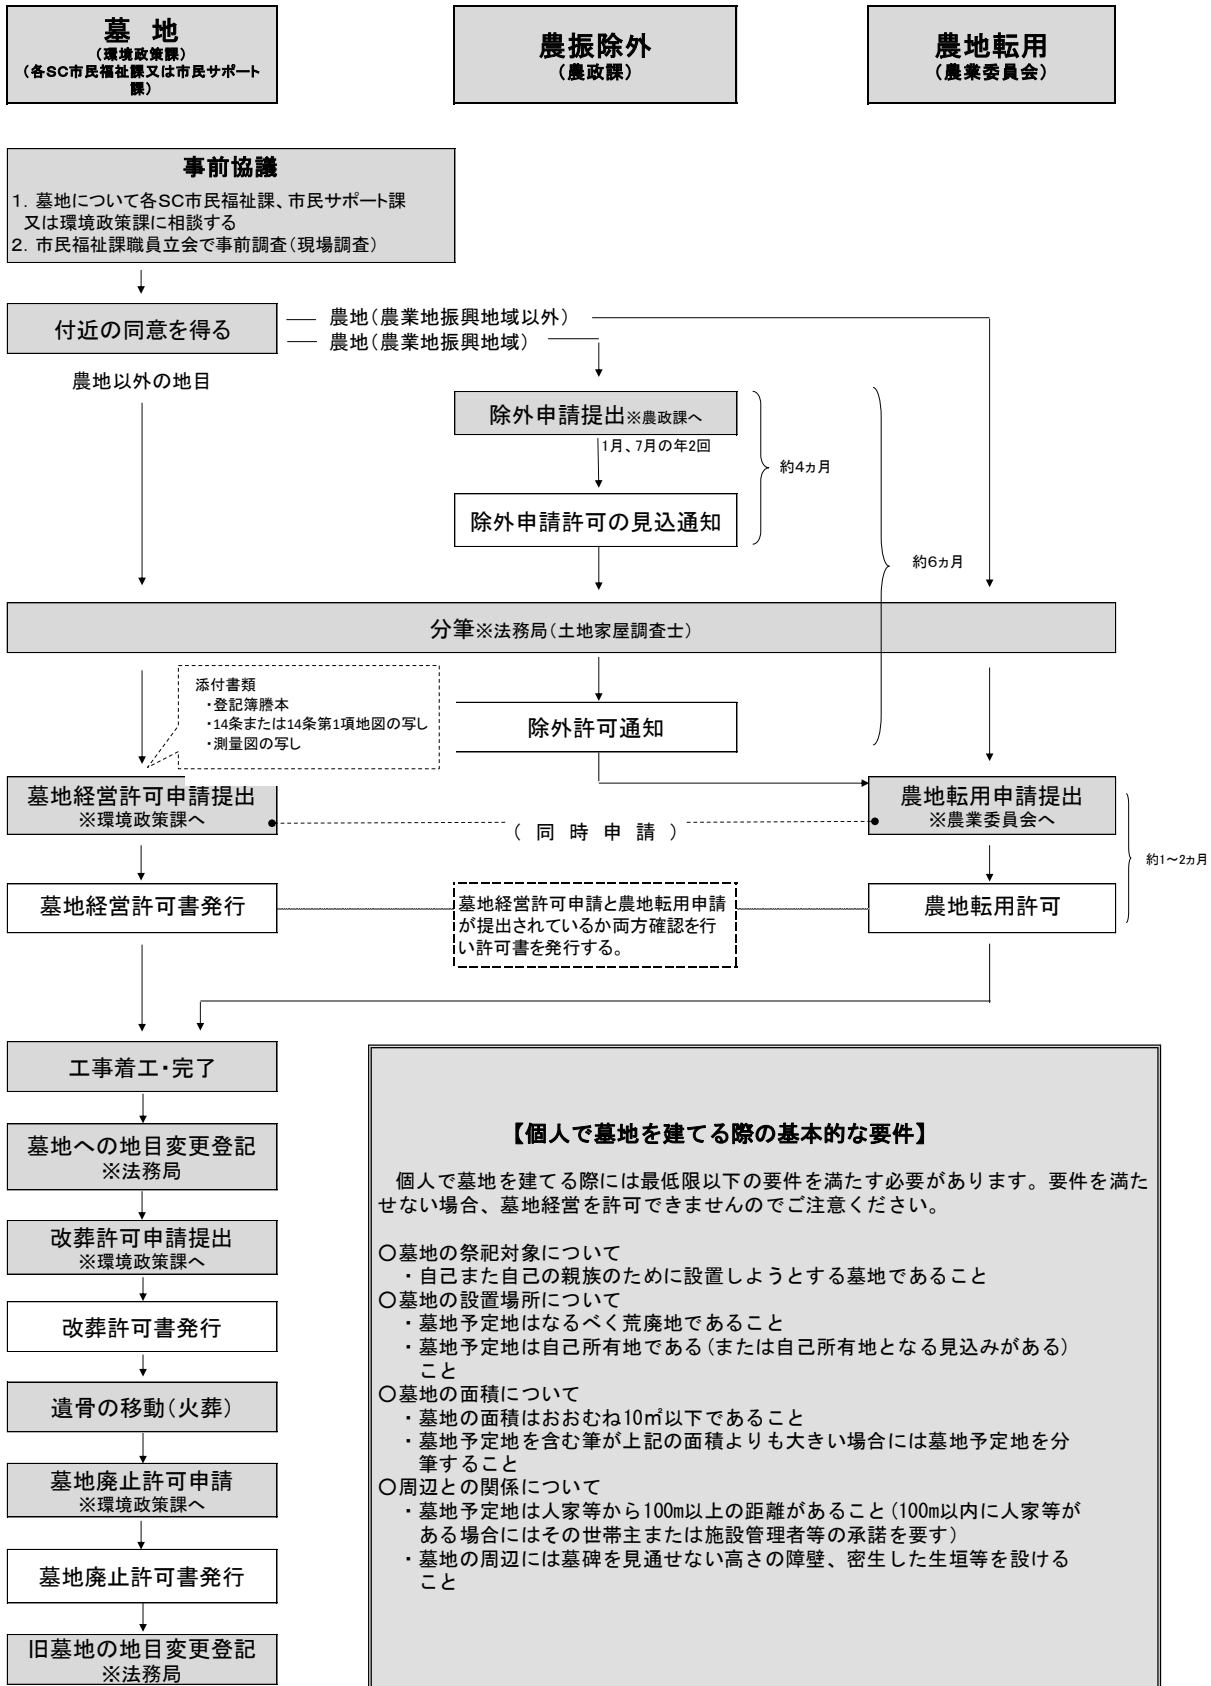 墓 地
(環境政策課)
(各SC市民福祉課又は市民サポート
課)
農振除外
(農政課)
農地転用
(農業委員会)
事前協議
1. 墓地について各SC市民福祉課、市民サポート課
又は環境政策課に相談する
2. 市民福祉課職員立会で事前調査(現場調査)
付近の同意を得る
農地(農業地振興地域以外)
農地(農業地振興地域)
農地以外の地目
除外申請提出※農政課へ
1月、7月の年2回
約4ヵ月
除外申請許可の見込通知
約6ヵ月
分筆※法務局(土地家屋調査士)
添付書類
・登記簿謄本
・14条または14条第1項地図の写し
・測量図の写し
除外許可通知
墓地経営許可申請提出
※環境政策課へ
農地転用申請提出
※農業委員会へ
( 同 時 申 請 )
約1~2ヵ月
墓地経営許可書発行
墓地経営許可申請と農地転用申請
が提出されているか両方確認を行
い許可書を発行する。
農地転用許可
工事着工・完了
墓地への地目変更登記
※法務局
改葬許可申請提出
※環境政策課へ
改葬許可書発行
遺骨の移動(火葬)
墓地廃止許可申請
※環境政策課へ
墓地廃止許可書発行
旧墓地の地目変更登記
※法務局
【個人で墓地を建てる際の基本的な要件】
個人で墓地を建てる際には最低限以下の要件を満たす必要があります。要件を満た
せない場合、墓地経営を許可できませんのでご注意ください。
○墓地の祭祀対象について
・自己また自己の親族のために設置しようとする墓地であること
○墓地の設置場所について
・墓地予定地はなるべく荒廃地であること
・墓地予定地は自己所有地である(または自己所有地となる見込みがある)
こと
○墓地の面積について
・墓地の面積はおおむね10㎡以下であること
・墓地予定地を含む筆が上記の面積よりも大きい場合には墓地予定地を分
筆すること
○周辺との関係について
・墓地予定地は人家等から100m以上の距離があること(100m以内に人家等が
ある場合にはその世帯主または施設管理者等の承諾を要す)
・墓地の周辺には墓碑を見通せない高さの障壁、密生した生垣等を設ける
こと